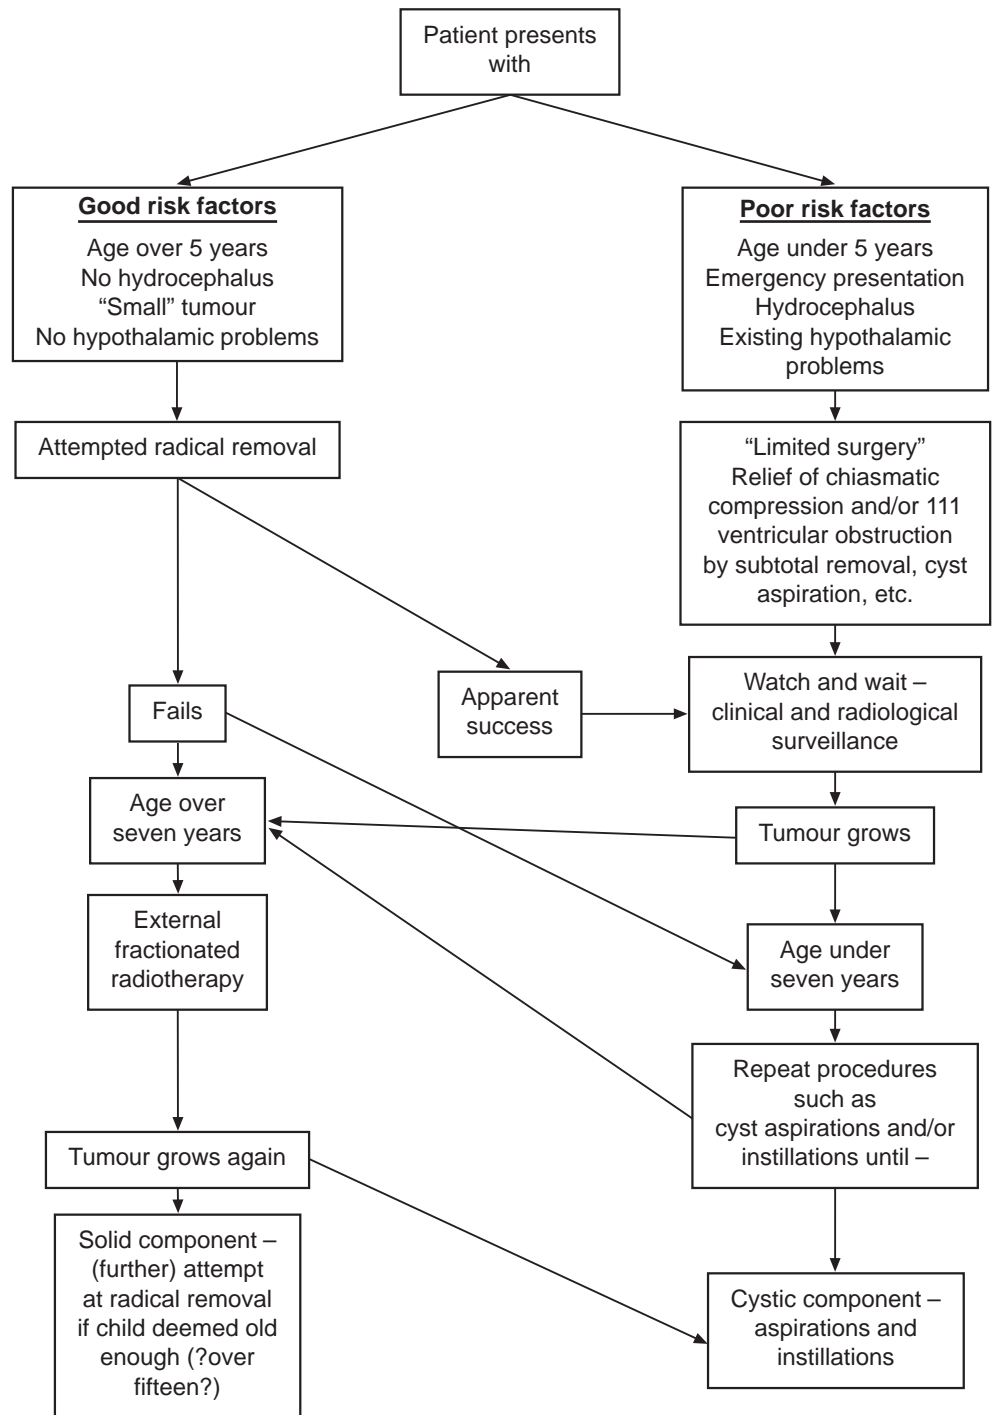 Patient presents
with
Good risk factors
Age over 5 years
No hydrocephalus
“Small” tumour
No hypothalamic problems
Poor risk factors
Age under 5 years
Emergency presentation
Hydrocephalus
Existing hypothalamic
problems
Attempted radical removal
“Limited surgery”
Relief of chiasmatic
compression and/or 111
ventricular obstruction
by subtotal removal, cyst
aspiration, etc.
Fails
Apparent
success
Watch and wait –
clinical and radiological
surveillance
Age over
seven years
Tumour grows
External
fractionated
radiotherapy
Age under
seven years
Repeat procedures
such as
cyst aspirations and/or
instillations until –
Tumour grows again
Solid component –
(further) attempt
at radical removal
if child deemed old
enough (?over
fifteen?)
Cystic component –
aspirations and
instillations